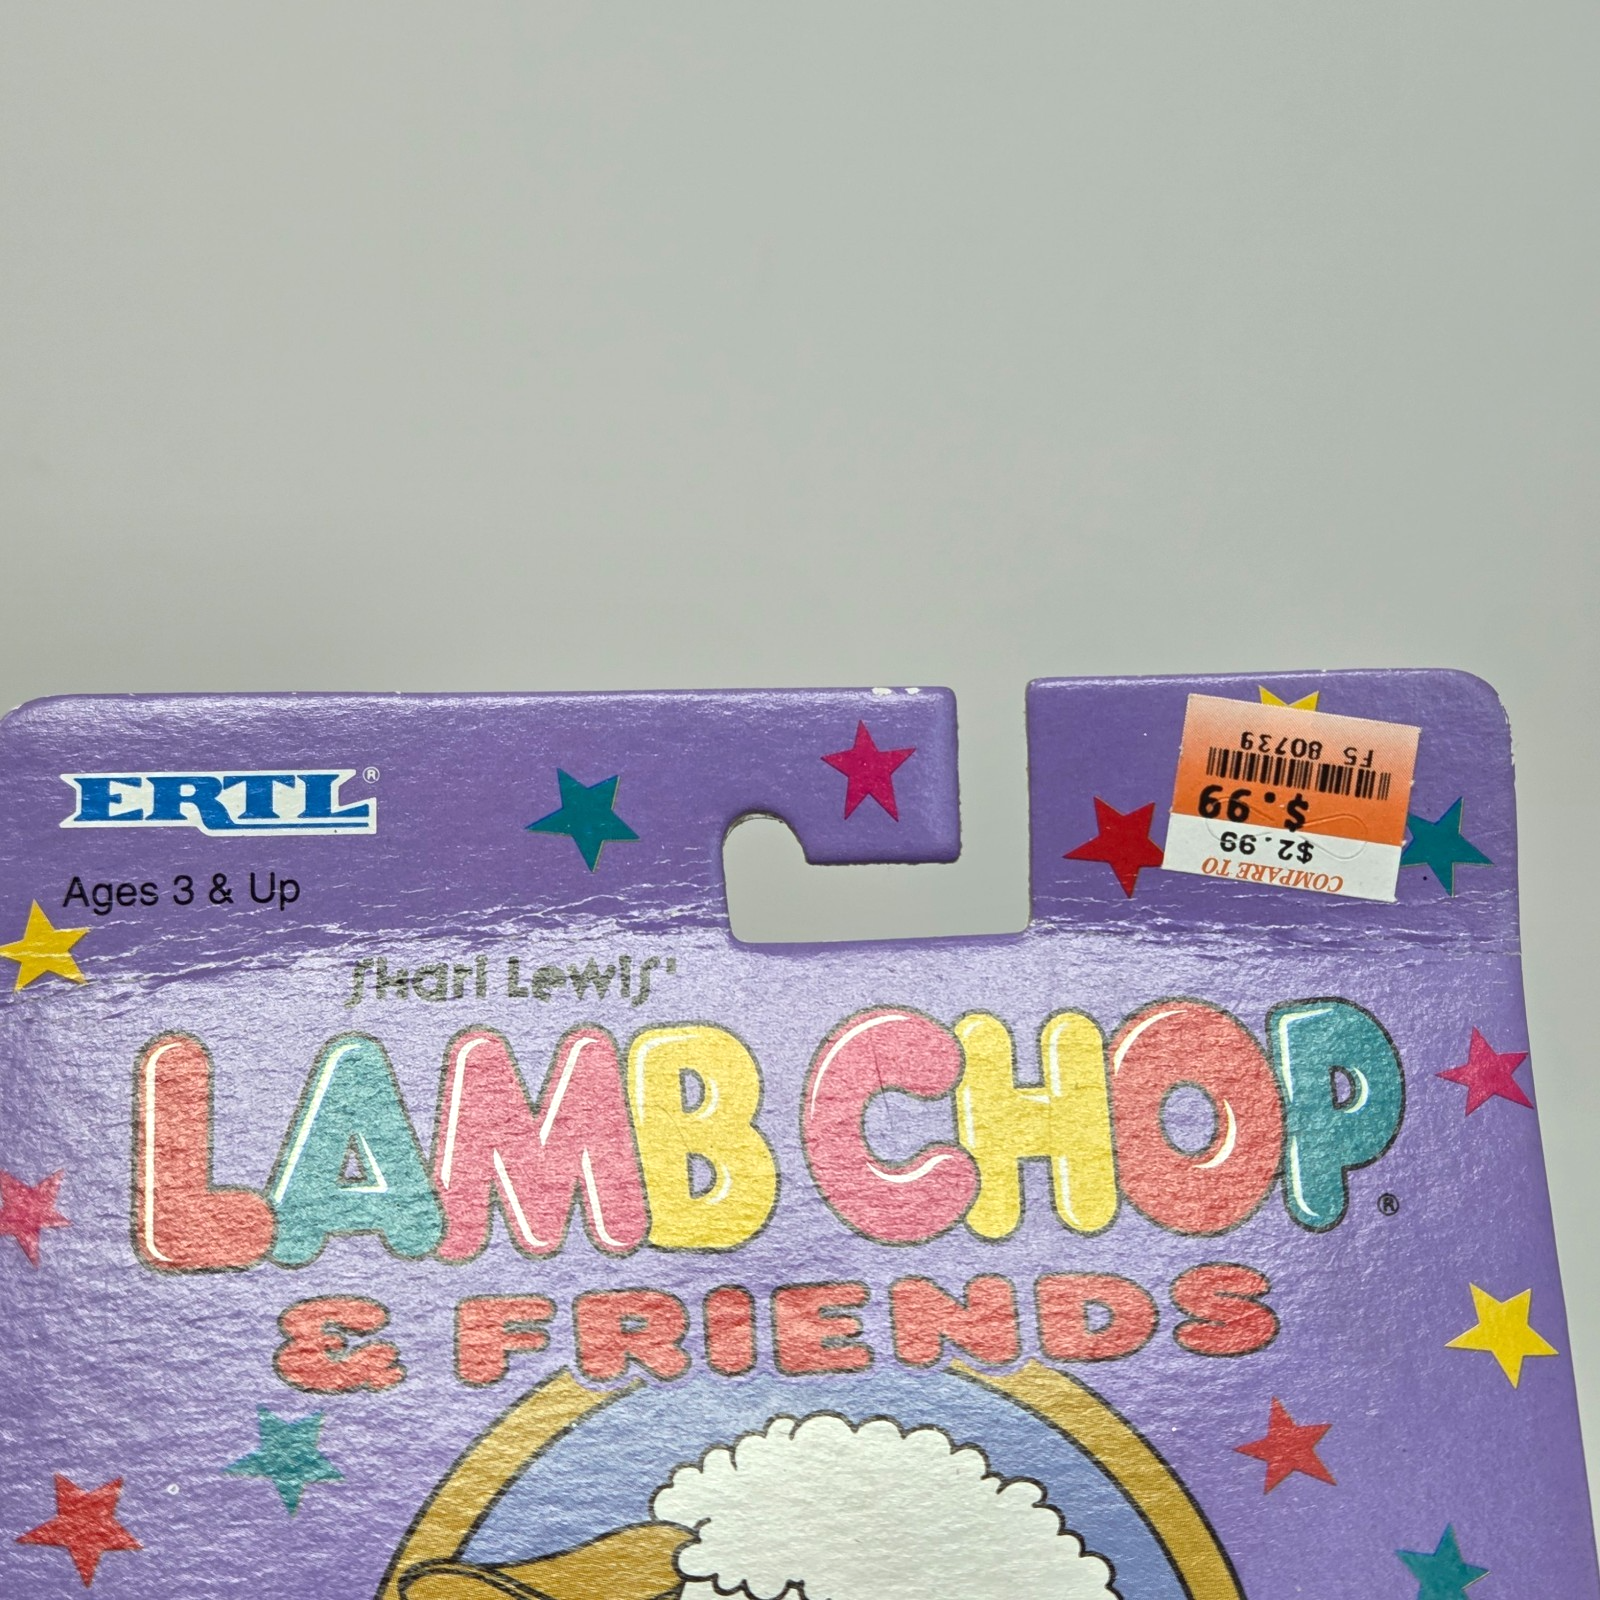 ERTL®
Ages 3 & Up
Shari Lewis'
LAMB CHOP®
& FRIENDS
COMPARE TO
$2.99
$.99
F5 80739